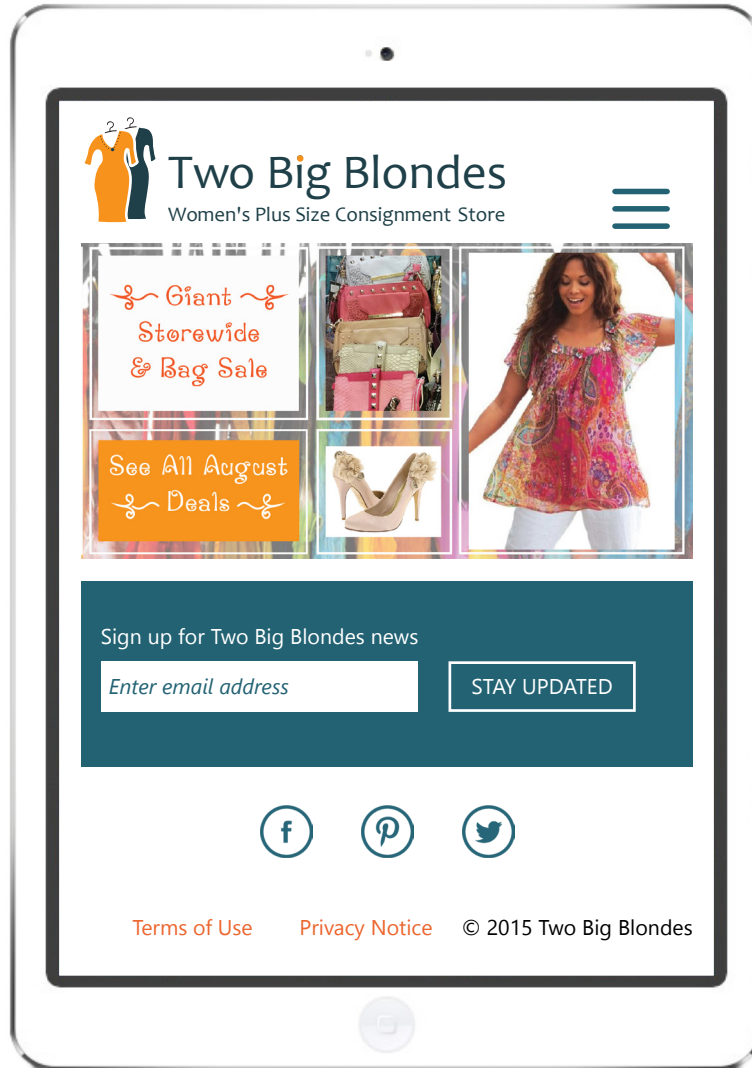 Two Big Blondes
Women's Plus Size Consignment Store
Giant
Storewide
& Bag Sale
See All August
Deals
Sign up for Two Big Blondes news
Enter email address
STAY UPDATED
Terms of Use
Privacy Notice
© 2015 Two Big Blondes